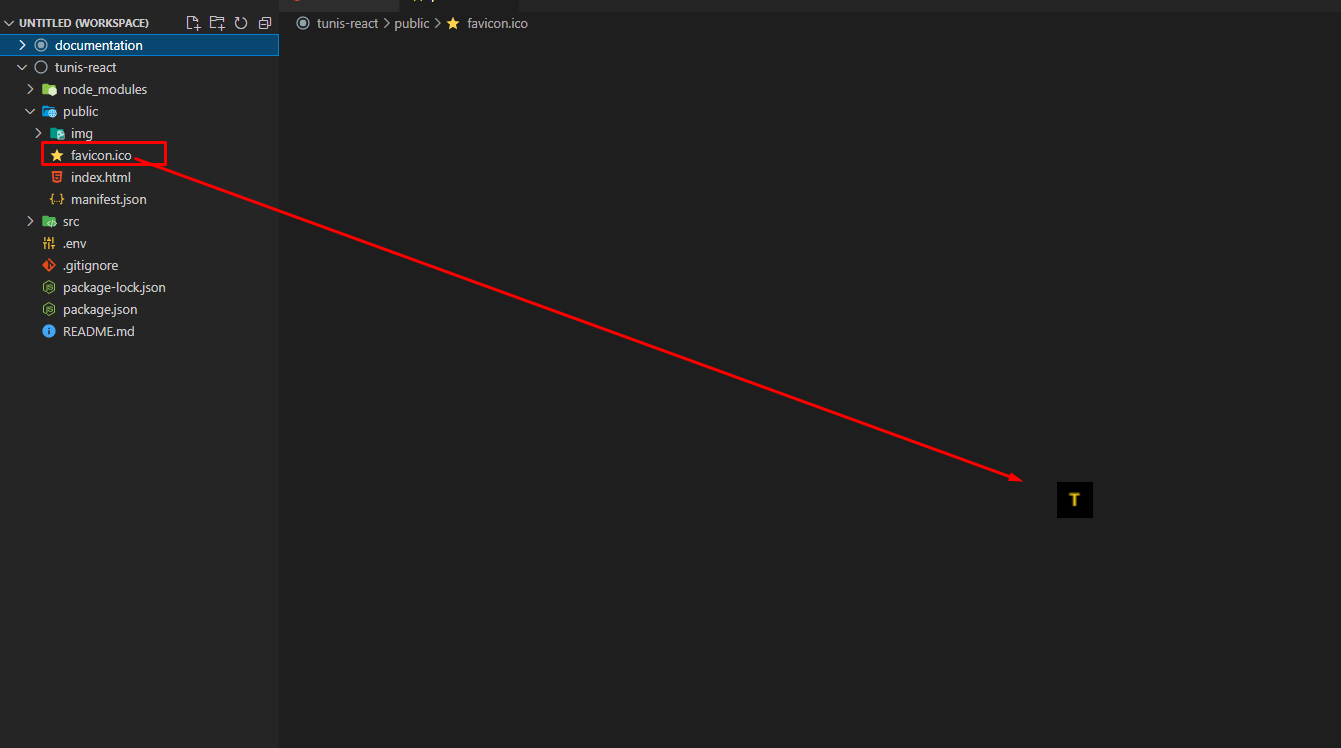 UNTITLED (WORKSPACE)
documentation
tunis-react
node_modules
public
img
favicon.ico
index.html
manifest.json
src
.env
.gitignore
package-lock.json
package.json
README.md
tunis-react > public > favicon.ico
T